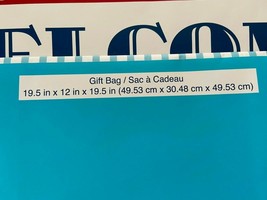 ELCOM
Gift Bag / Sac à Cadeau
19.5 in x 12 in x 19.5 in (49.53 cm x 30.48 cm x 49.53 cm)